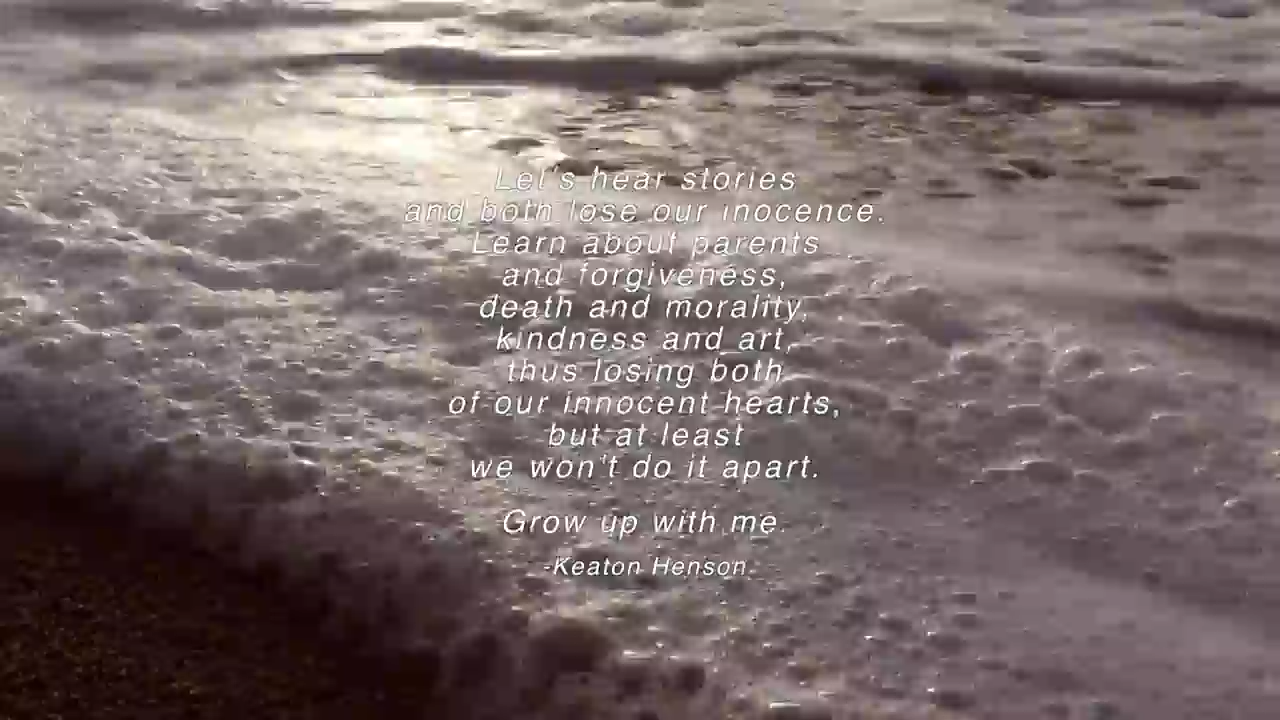 Let's hear stories
and both lose our inocence.
Learn about parents
and forgiveness,
death and morality,
kindness and art,
thus losing both
of our innocent hearts,
but at least
we won't do it apart.
Grow up with me.
-Keaton Henson.